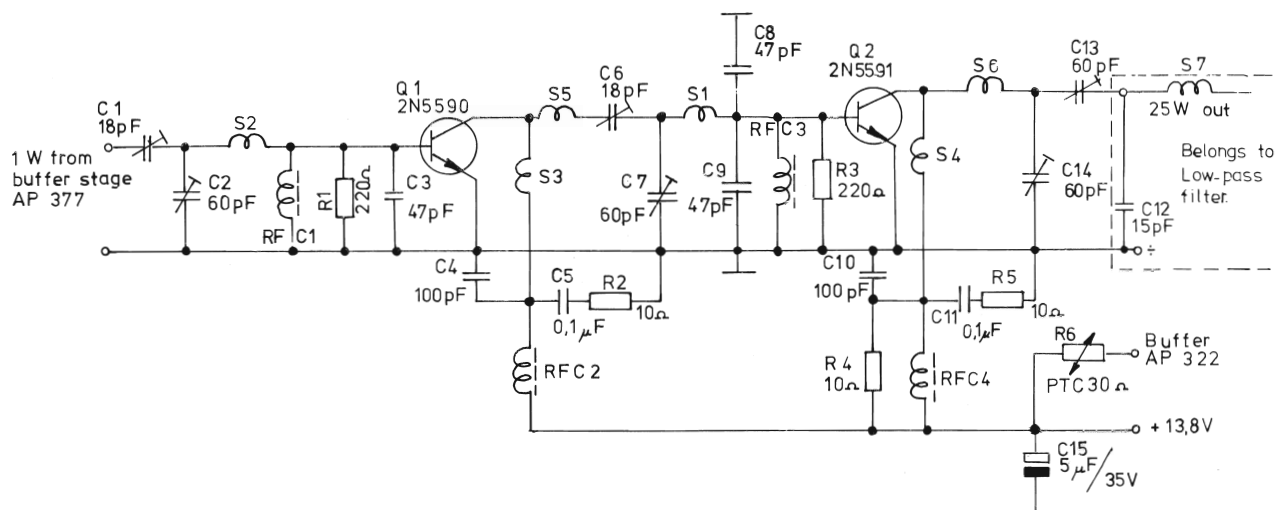 C8
47pF
Q2
2N5591
S6
C13
60pF
S7
25W out
C6
18pF
S1
Q1
2N5590
S5
C1
18pF
S2
RF C3
1 W from
buffer stage
AP 377
C2
60pF
R1
220Ω
C3
47pF
S3
C7
60pF
C9
47pF
R3
220Ω
S4
C14
60pF
Belongs to
Low-pass
filter.
C12
15pF
RF C1
÷
C4
100pF
C5
0,1µF
R2
10Ω
C10
100pF
C11
0,1µF
R5
10Ω
RFC2
R4
10Ω
RFC4
R6
PTC 30Ω
Buffer
AP 322
+ 13,8V
C15
5µF/35V